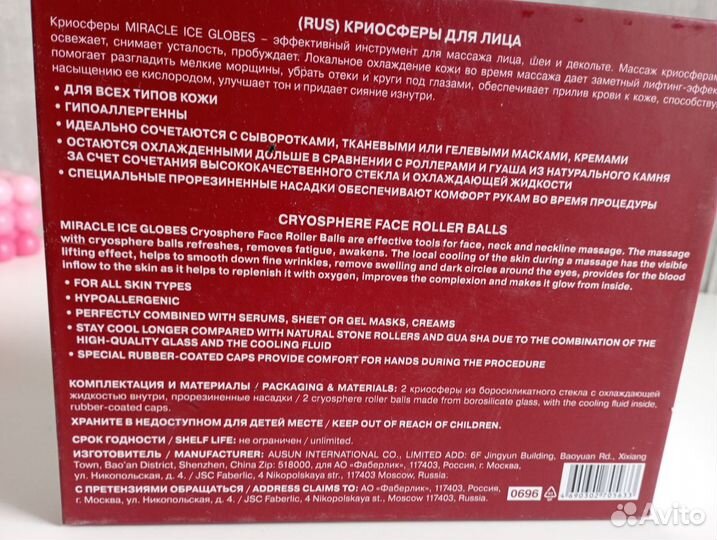 (RUS) КРИОСФЕРЫ ДЛЯ ЛИЦА
Криосферы MIRACLE ICE GLOBES – эффективный инструмент для массажа лица, шеи и декольте. Массаж криосферам
освежает, снимает усталость, пробуждает. Локальное охлаждение кожи во время массажа дает заметный лифтинг-эффек
помогает разгладить мелкие морщины, убрать отеки и круги под глазами, обеспечивает прилив крови к коже, способству
насыщению ее кислородом, улучшает тон и придает сияние изнутри.
• ДЛЯ ВСЕХ ТИПОВ КОЖИ
• ГИПОАЛЛЕРГЕННЫ
• ИДЕАЛЬНО СОЧЕТАЮТСЯ С СЫВОРОТКАМИ, ТКАНЕВЫМИ ИЛИ ГЕЛЕВЫМИ МАСКАМИ, КРЕМАМИ
• ОСТАЮТСЯ ОХЛАЖДЕННЫМИ ДОЛЬШЕ В СРАВНЕНИИ С РОЛЛЕРАМИ И ГУАША ИЗ НАТУРАЛЬНОГО КАМНЯ
ЗА СЧЕТ СОЧЕТАНИЯ ВЫСОКОКАЧЕСТВЕННОГО СТЕКЛА И ОХЛАЖДАЮЩЕЙ ЖИДКОСТИ
• СПЕЦИАЛЬНЫЕ ПРОРЕЗИНЕННЫЕ НАСАДКИ ОБЕСПЕЧИВАЮТ КОМФОРТ РУКАМ ВО ВРЕМЯ ПРОЦЕДУРЫ
CRYOSPHERE FACE ROLLER BALLS
MIRACLE ICE GLOBES Cryosphere Face Roller Balls are effective tools for face, neck and neckline massage. The massage
with cryosphere balls refreshes, removes fatigue, awakens. The local cooling of the skin during a massage has the visible
lifting effect, helps to smooth down fine wrinkles, remove swelling and dark circles around the eyes, provides for the blood
inflow to the skin as it helps to replenish it with oxygen, improves the complexion and makes it glow from inside.
• FOR ALL SKIN TYPES
• HYPOALLERGENIC
• PERFECTLY COMBINED WITH SERUMS, SHEET OR GEL MASKS, CREAMS
• STAY COOL LONGER COMPARED WITH NATURAL STONE ROLLERS AND GUA SHA DUE TO THE COMBINATION OF THE
HIGH-QUALITY GLASS AND THE COOLING FLUID
• SPECIAL RUBBER-COATED CAPS PROVIDE COMFORT FOR HANDS DURING THE PROCEDURE
КОМПЛЕКТАЦИЯ И МАТЕРИАЛЫ / PACKAGING & MATERIALS: 2 криосферы из боросиликатного стекла с охлаждающей
жидкостью внутри, прорезиненные насадки / 2 cryosphere roller balls made from borosilicate glass, with the cooling fluid inside,
rubber-coated caps.
ХРАНИТЕ В НЕДОСТУПНОМ ДЛЯ ДЕТЕЙ МЕСТЕ / KEEP OUT OF REACH OF CHILDREN.
СРОК ГОДНОСТИ / SHELF LIFE: не ограничен / unlimited.
ИЗГОТОВИТЕЛЬ / MANUFACTURER: AUSUN INTERNATIONAL CO., LIMITED ADD: 6F Jingyun Building, Baoyuan Rd., Xixiang
Town, Bao'an District, Shenzhen, China Zip: 518000, для АО «Фаберлик», 117403, Россия, г. Москва,
ул. Никопольская, д. 4. / JSC Faberlic, 4 Nikopolskaya str., Moscow 117403, Russia.
С ПРЕТЕНЗИЯМИ ОБРАЩАТЬСЯ / ADDRESS CLAIMS TO: АО «Фаберлик», 117403, Россия,
г. Москва, ул. Никопольская, д. 4. / JSC Faberlic, 4 Nikopolskaya str., Moscow 117403, Russia.
0696
4 690302 705633
Avito